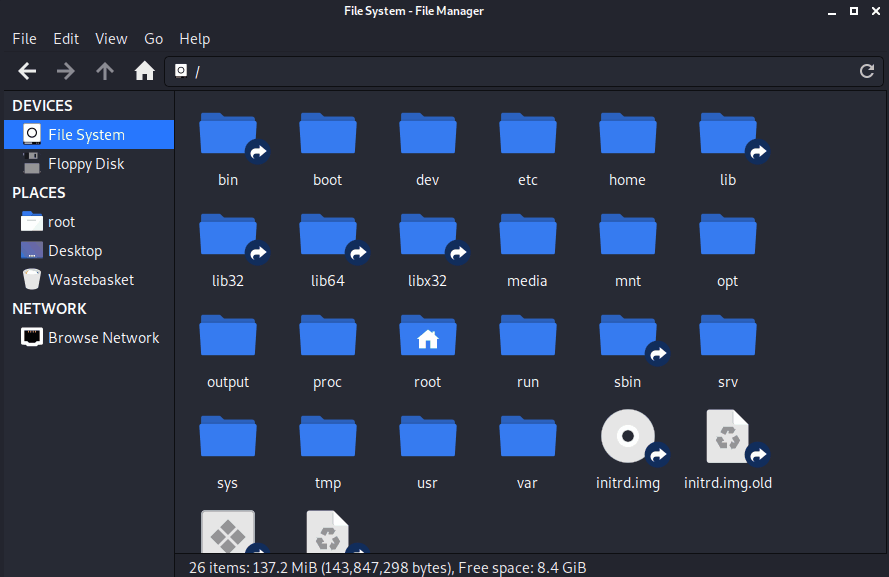 File System - File Manager
File Edit View Go Help
/
DEVICES
File System
Floppy Disk
PLACES
root
Desktop
Wastebasket
NETWORK
Browse Network
bin boot dev etc home lib
lib32 lib64 libx32 media mnt opt
output proc root run sbin srv
sys tmp usr var initrd.img initrd.img.old
26 items: 137.2 MiB (143,847,298 bytes), Free space: 8.4 GiB